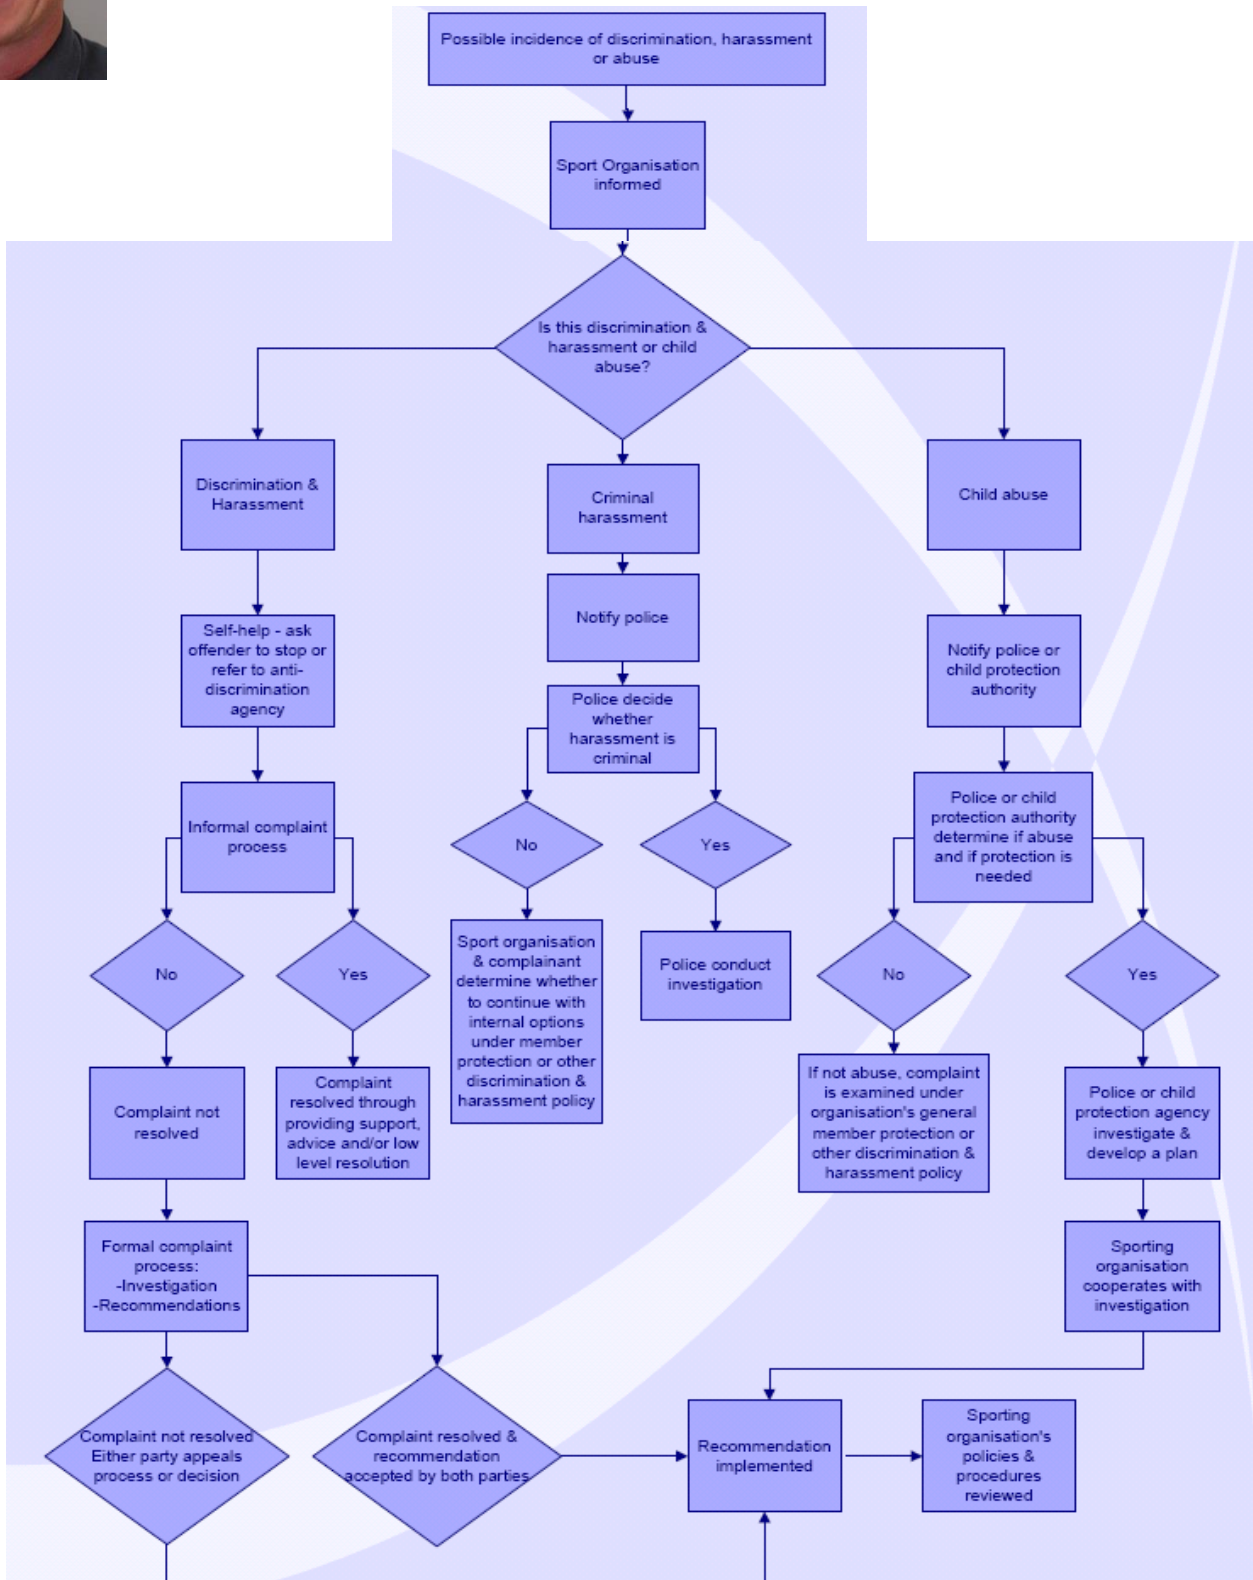 Possible incidence of discrimination, harassment
or abuse
Sport Organisation
informed
Is this discrimination &
harassment or child
abuse?
Discrimination &
Harassment
Criminal
harassment
Child abuse
Self-help - ask
offender to stop or
refer to anti-
discrimination
agency
Notify police
Notify police or
child protection
authority
Police decide
whether
harassment is
criminal
Informal complaint
process
Police or child
protection authority
determine if abuse
and if protection is
needed
No
Yes
No
Yes
No
Yes
Sport organisation
& complainant
determine whether
to continue with
internal options
under member
protection or other
discrimination &
harassment policy
Police conduct
investigation
Complaint not
resolved
Complaint
resolved through
providing support,
advice and/or low
level resolution
If not abuse, complaint
is examined under
organisation's general
member protection or
other discrimination &
harassment policy
Police or child
protection agency
investigate &
develop a plan
Formal complaint
process:
-Investigation
-Recommendations
Sporting
organisation
cooperates with
investigation
Complaint not resolved
Either party appeals
process or decision
Complaint resolved &
recommendation
accepted by both parties
Recommendation
implemented
Sporting
organisation's
policies &
procedures
reviewed